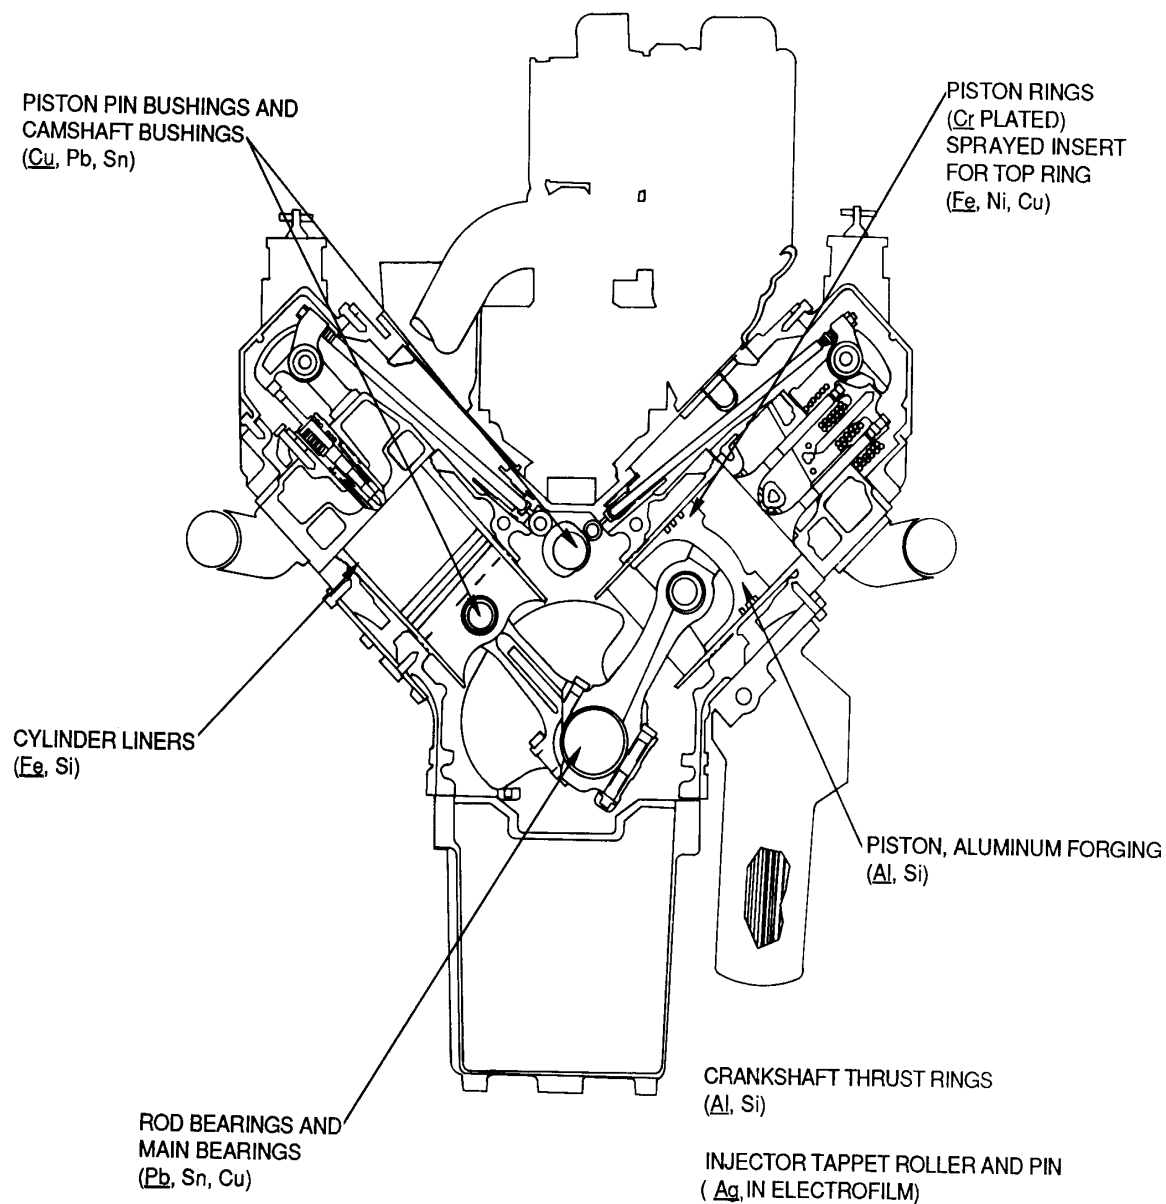 PISTON PIN BUSHINGS AND
CAMSHAFT BUSHINGS
(Cu, Pb, Sn)
PISTON RINGS
(Cr PLATED)
SPRAYED INSERT
FOR TOP RING
(Fe, Ni, Cu)
CYLINDER LINERS
(Fe, Si)
PISTON, ALUMINUM FORGING
(Al, Si)
ROD BEARINGS AND
MAIN BEARINGS
(Pb, Sn, Cu)
CRANKSHAFT THRUST RINGS
(Al, Si)
INJECTOR TAPPET ROLLER AND PIN
( Ag, IN ELECTROFILM)